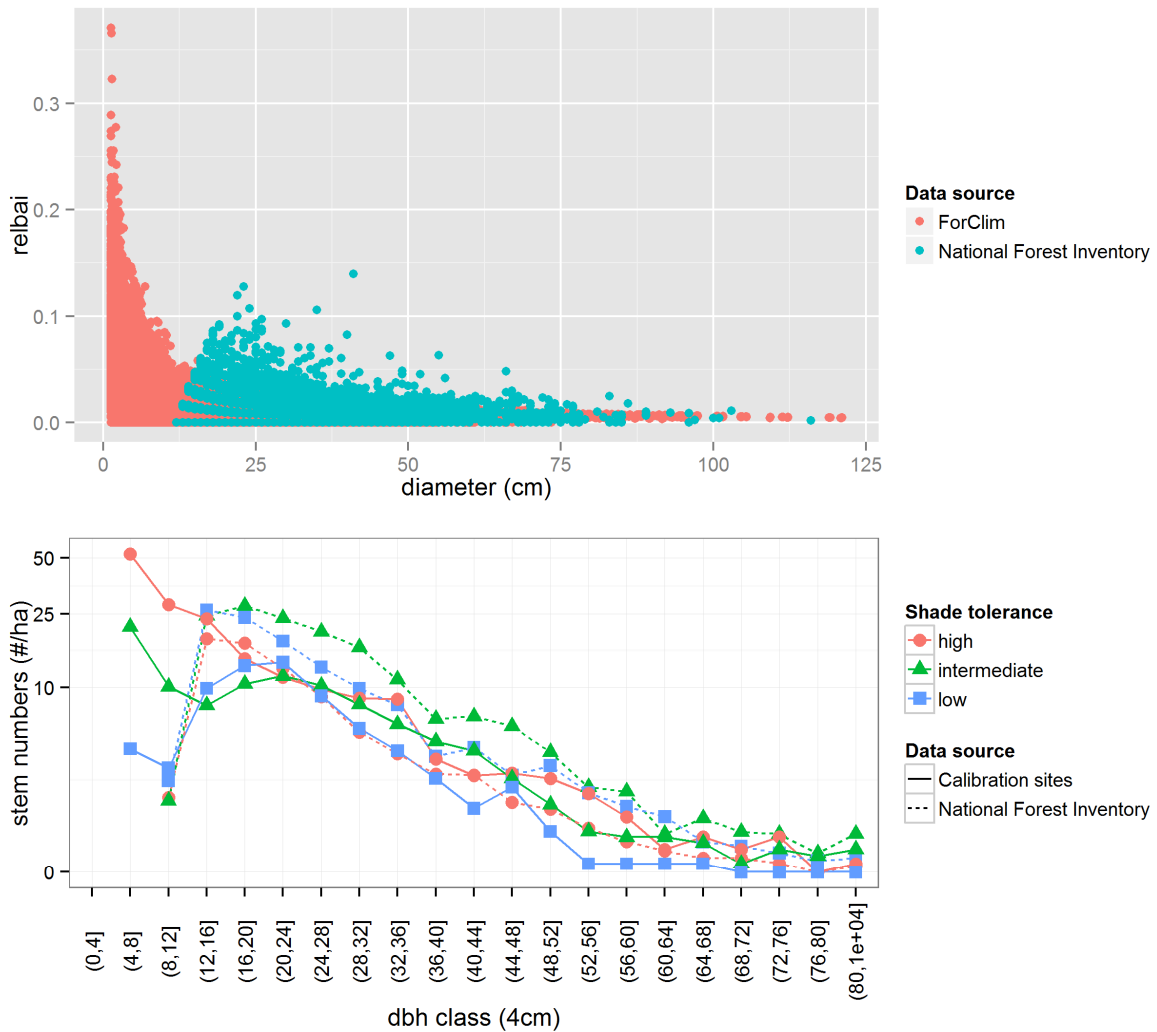 relbai
0.3
0.2
0.1
0.0
0 25 50 75 100 125
diameter (cm)
Data source
ForClim
National Forest Inventory
stem numbers (#/ha)
50
25
10
0
(0,4] (4,8] (8,12] (12,16] (16,20] (20,24] (24,28] (28,32] (32,36] (36,40] (40,44] (44,48] (48,52] (52,56] (56,60] (60,64] (64,68] (68,72] (72,76] (76,80] (80,1e+04]
dbh class (4cm)
Shade tolerance
high
intermediate
low
Data source
Calibration sites
National Forest Inventory